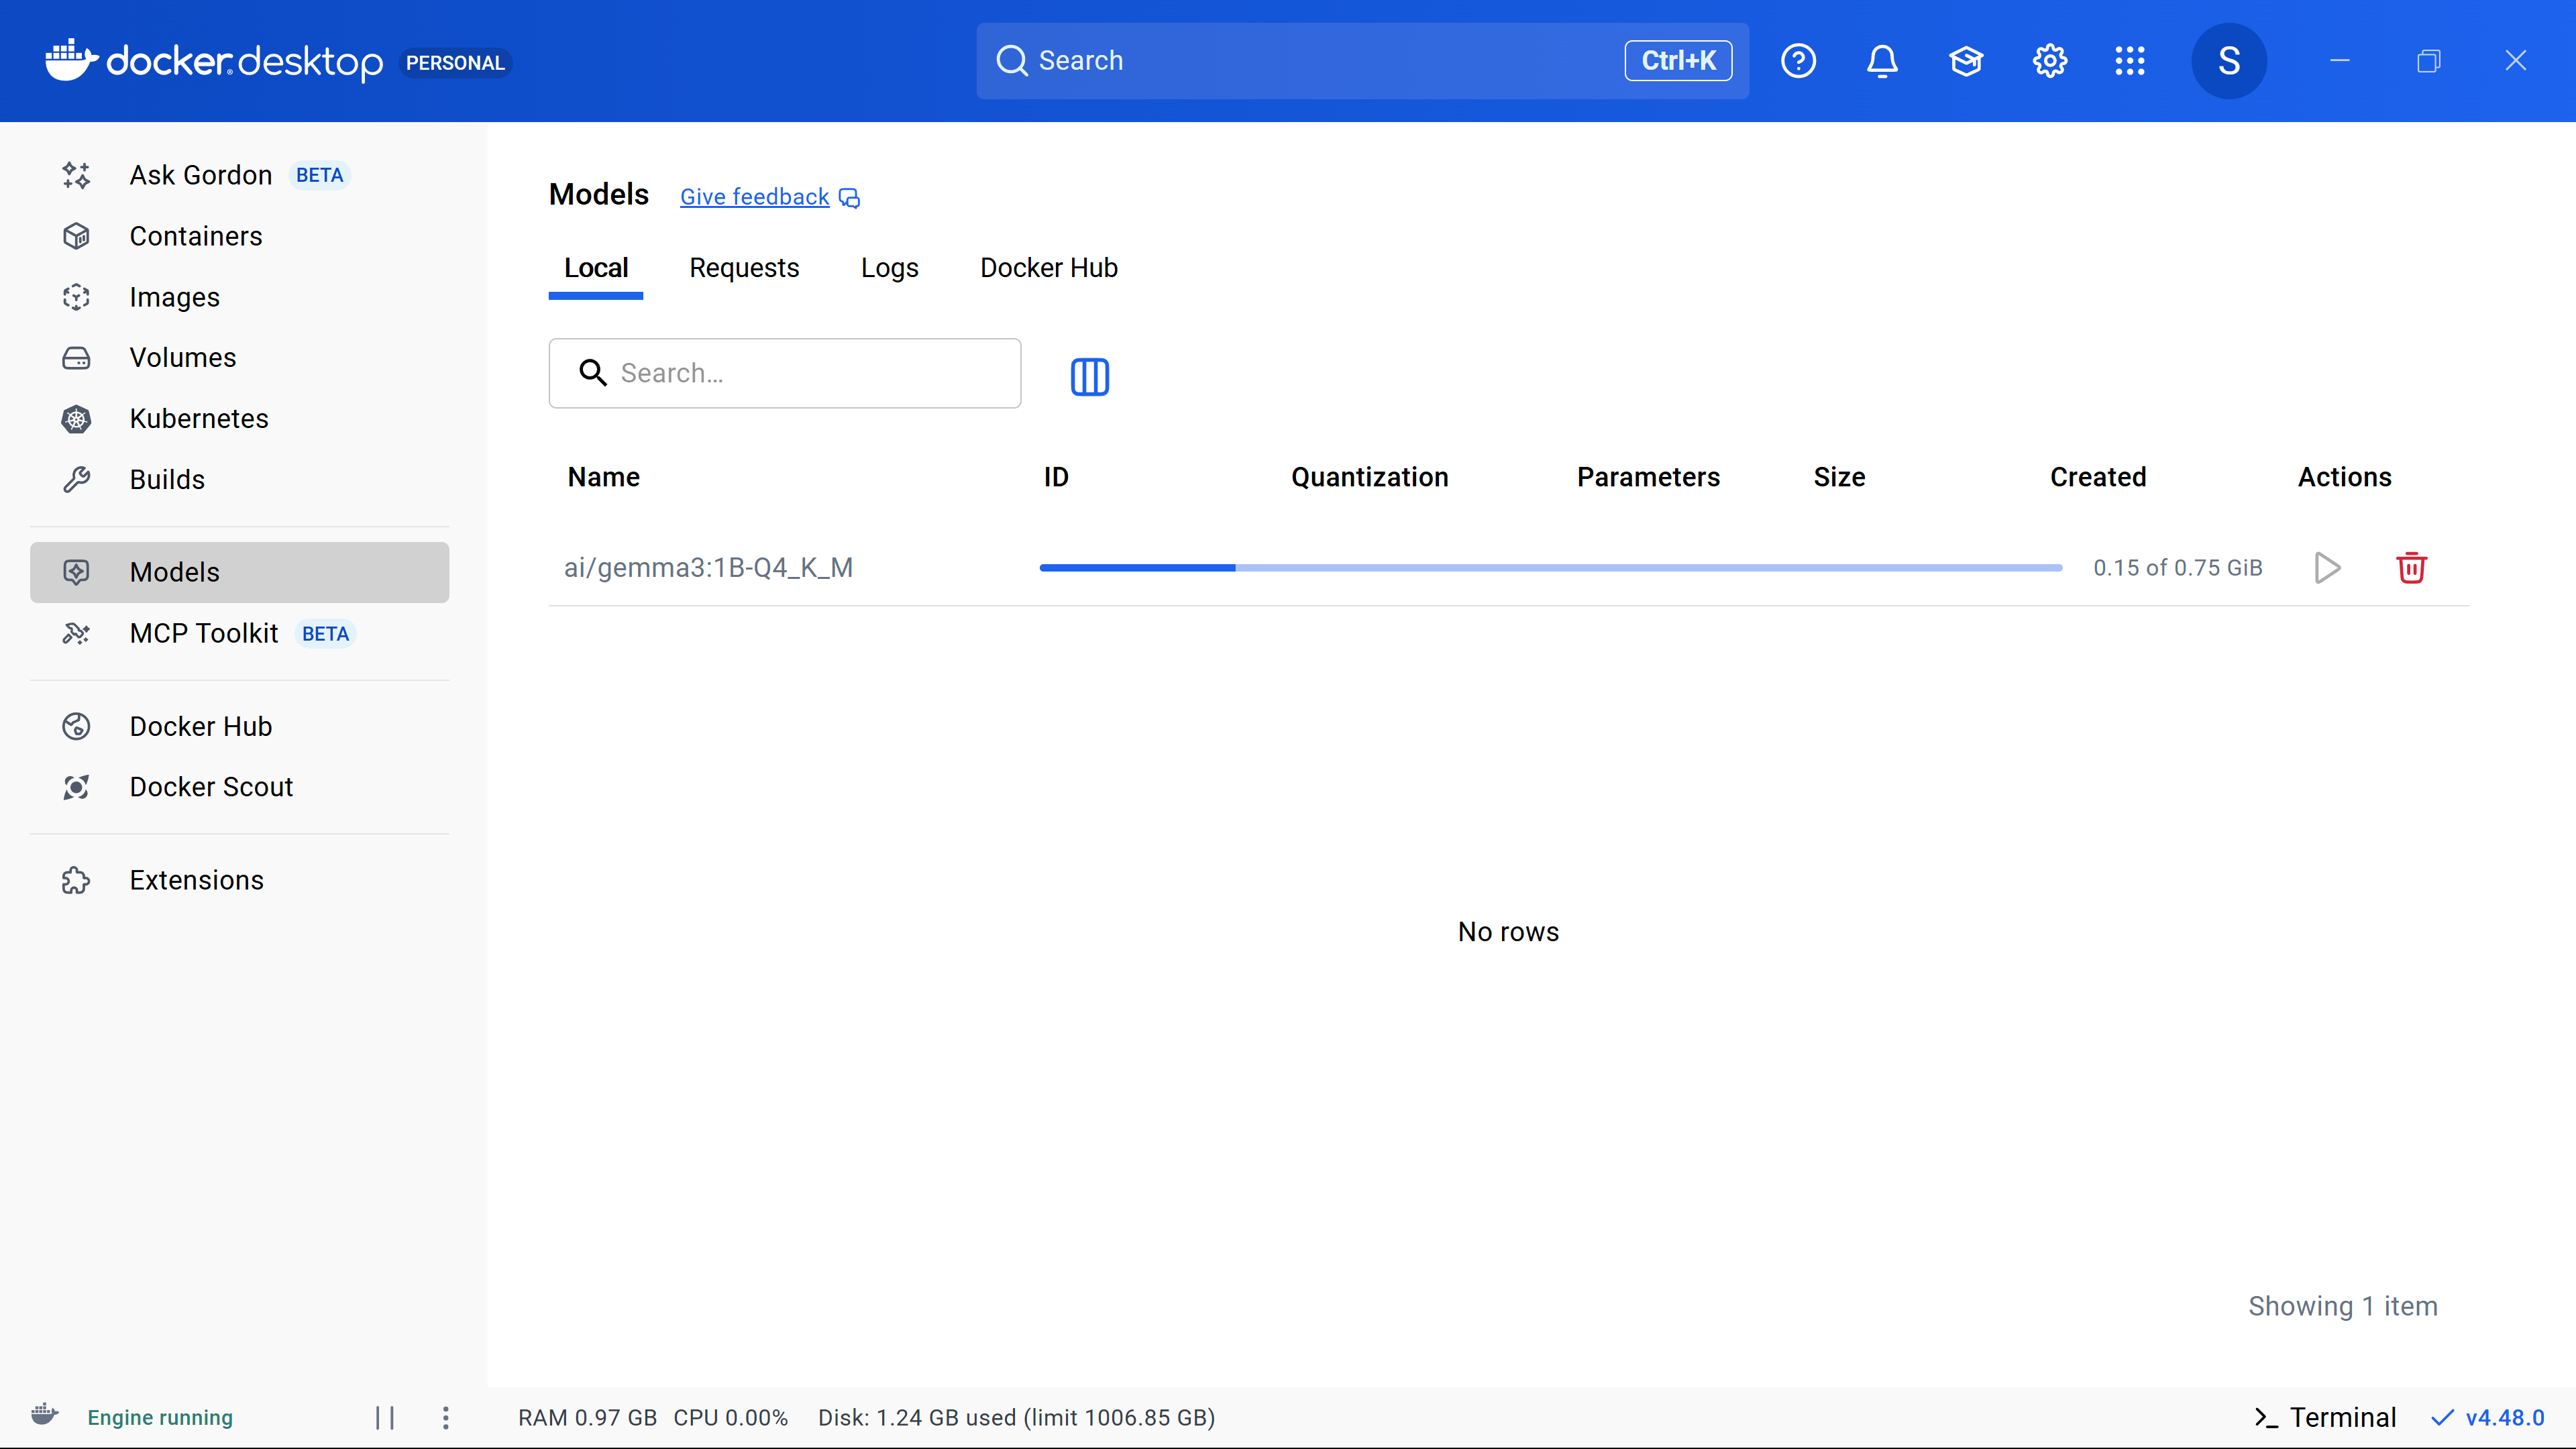 docker desktop PERSONAL
Search Ctrl+K
S
Ask Gordon BETA
Containers
Images
Volumes
Kubernetes
Builds
Models
MCP Toolkit BETA
Docker Hub
Docker Scout
Extensions
Models Give feedback
Local Requests Logs Docker Hub
Search...
Name ID Quantization Parameters Size Created Actions
ai/gemma3:1B-Q4_K_M 0.15 of 0.75 GiB
No rows
Showing 1 item
Engine running RAM 0.97 GB CPU 0.00% Disk: 1.24 GB used (limit 1006.85 GB) Terminal v4.48.0